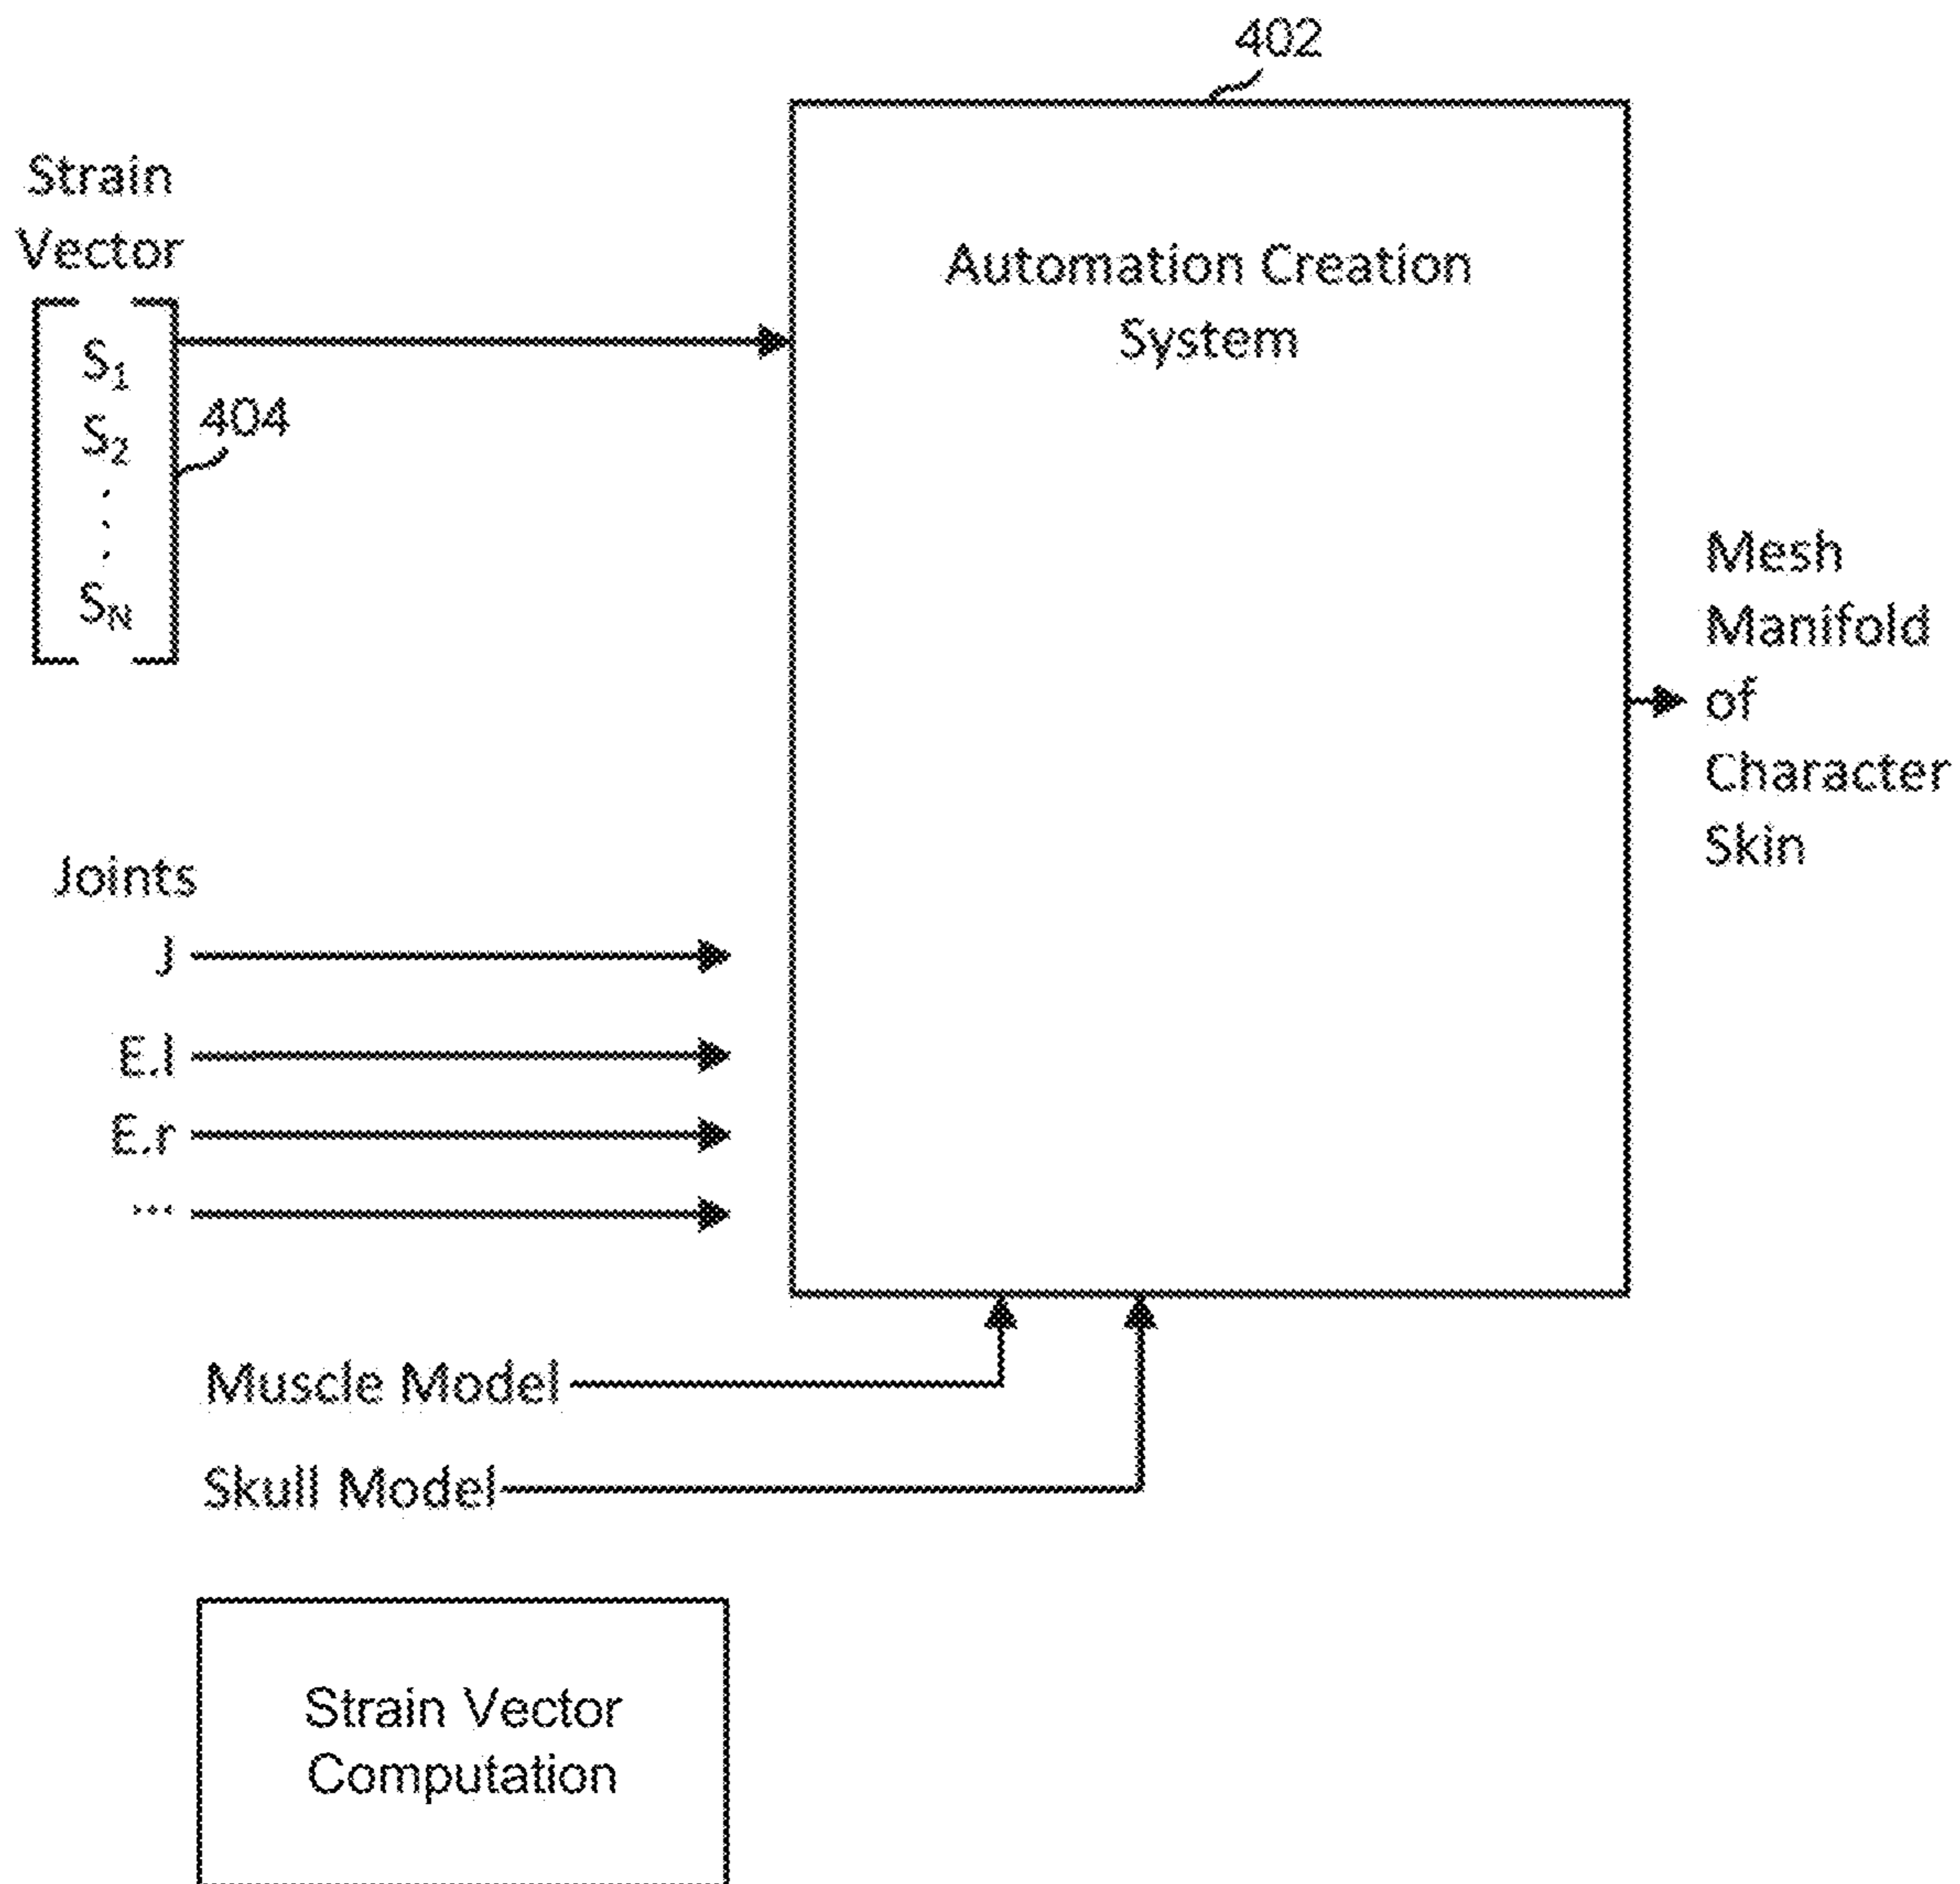 402
Strain
Vector
Automation Creation
System
S₁
S₂
404
.
.
.
Sₙ
Mesh
Manifold
of
Character
Skin
Joints
J
E.l
E.r
...
Muscle Model
Skull Model
Strain Vector
Computation